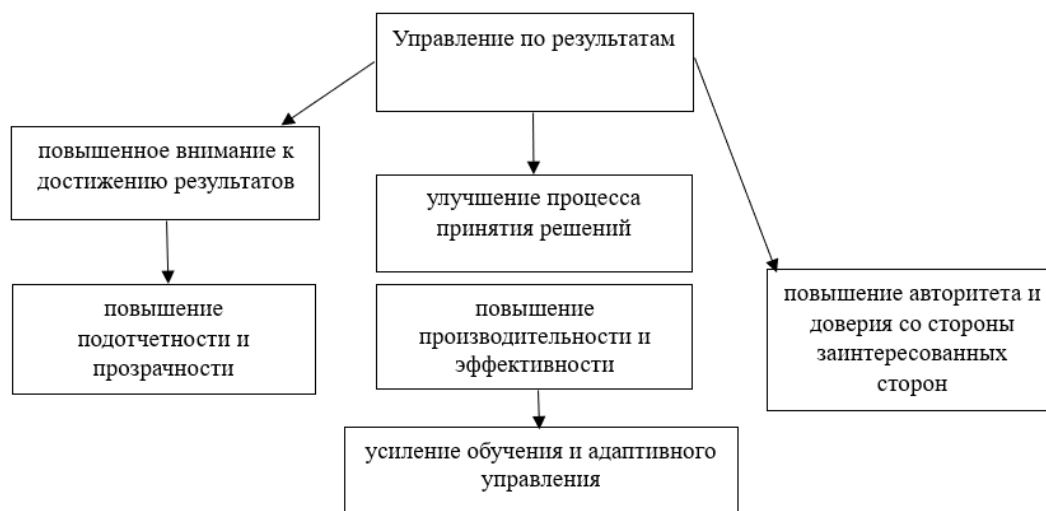 Управление по результатам
повышенное внимание к
достижению результатов
улучшение процесса
принятия решений
повышение
подотчетности и
прозрачности
повышение
производительности и
эффективности
повышение авторитета и
доверия со стороны
заинтересованных
сторон
усиление обучения и адаптивного
управления